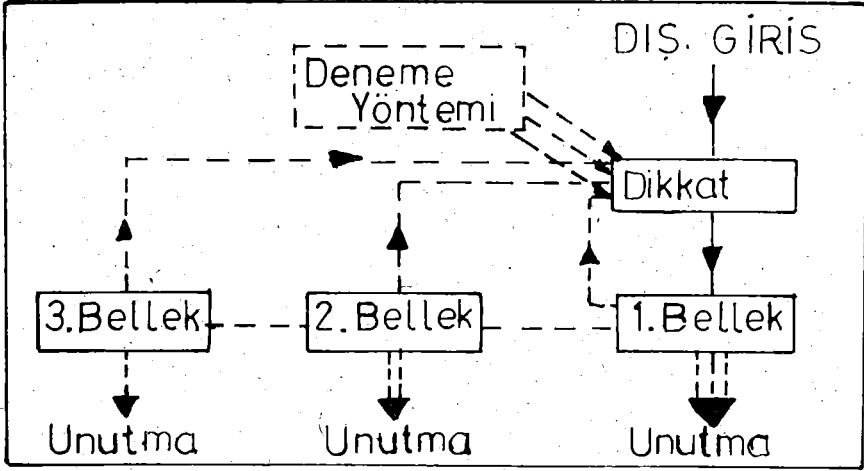 DIŞ. GİRİS
Deneme
Yöntemi
Dikkat
3.Bellek
2.Bellek
1.Bellek
Unutma
Unutma
Unutma